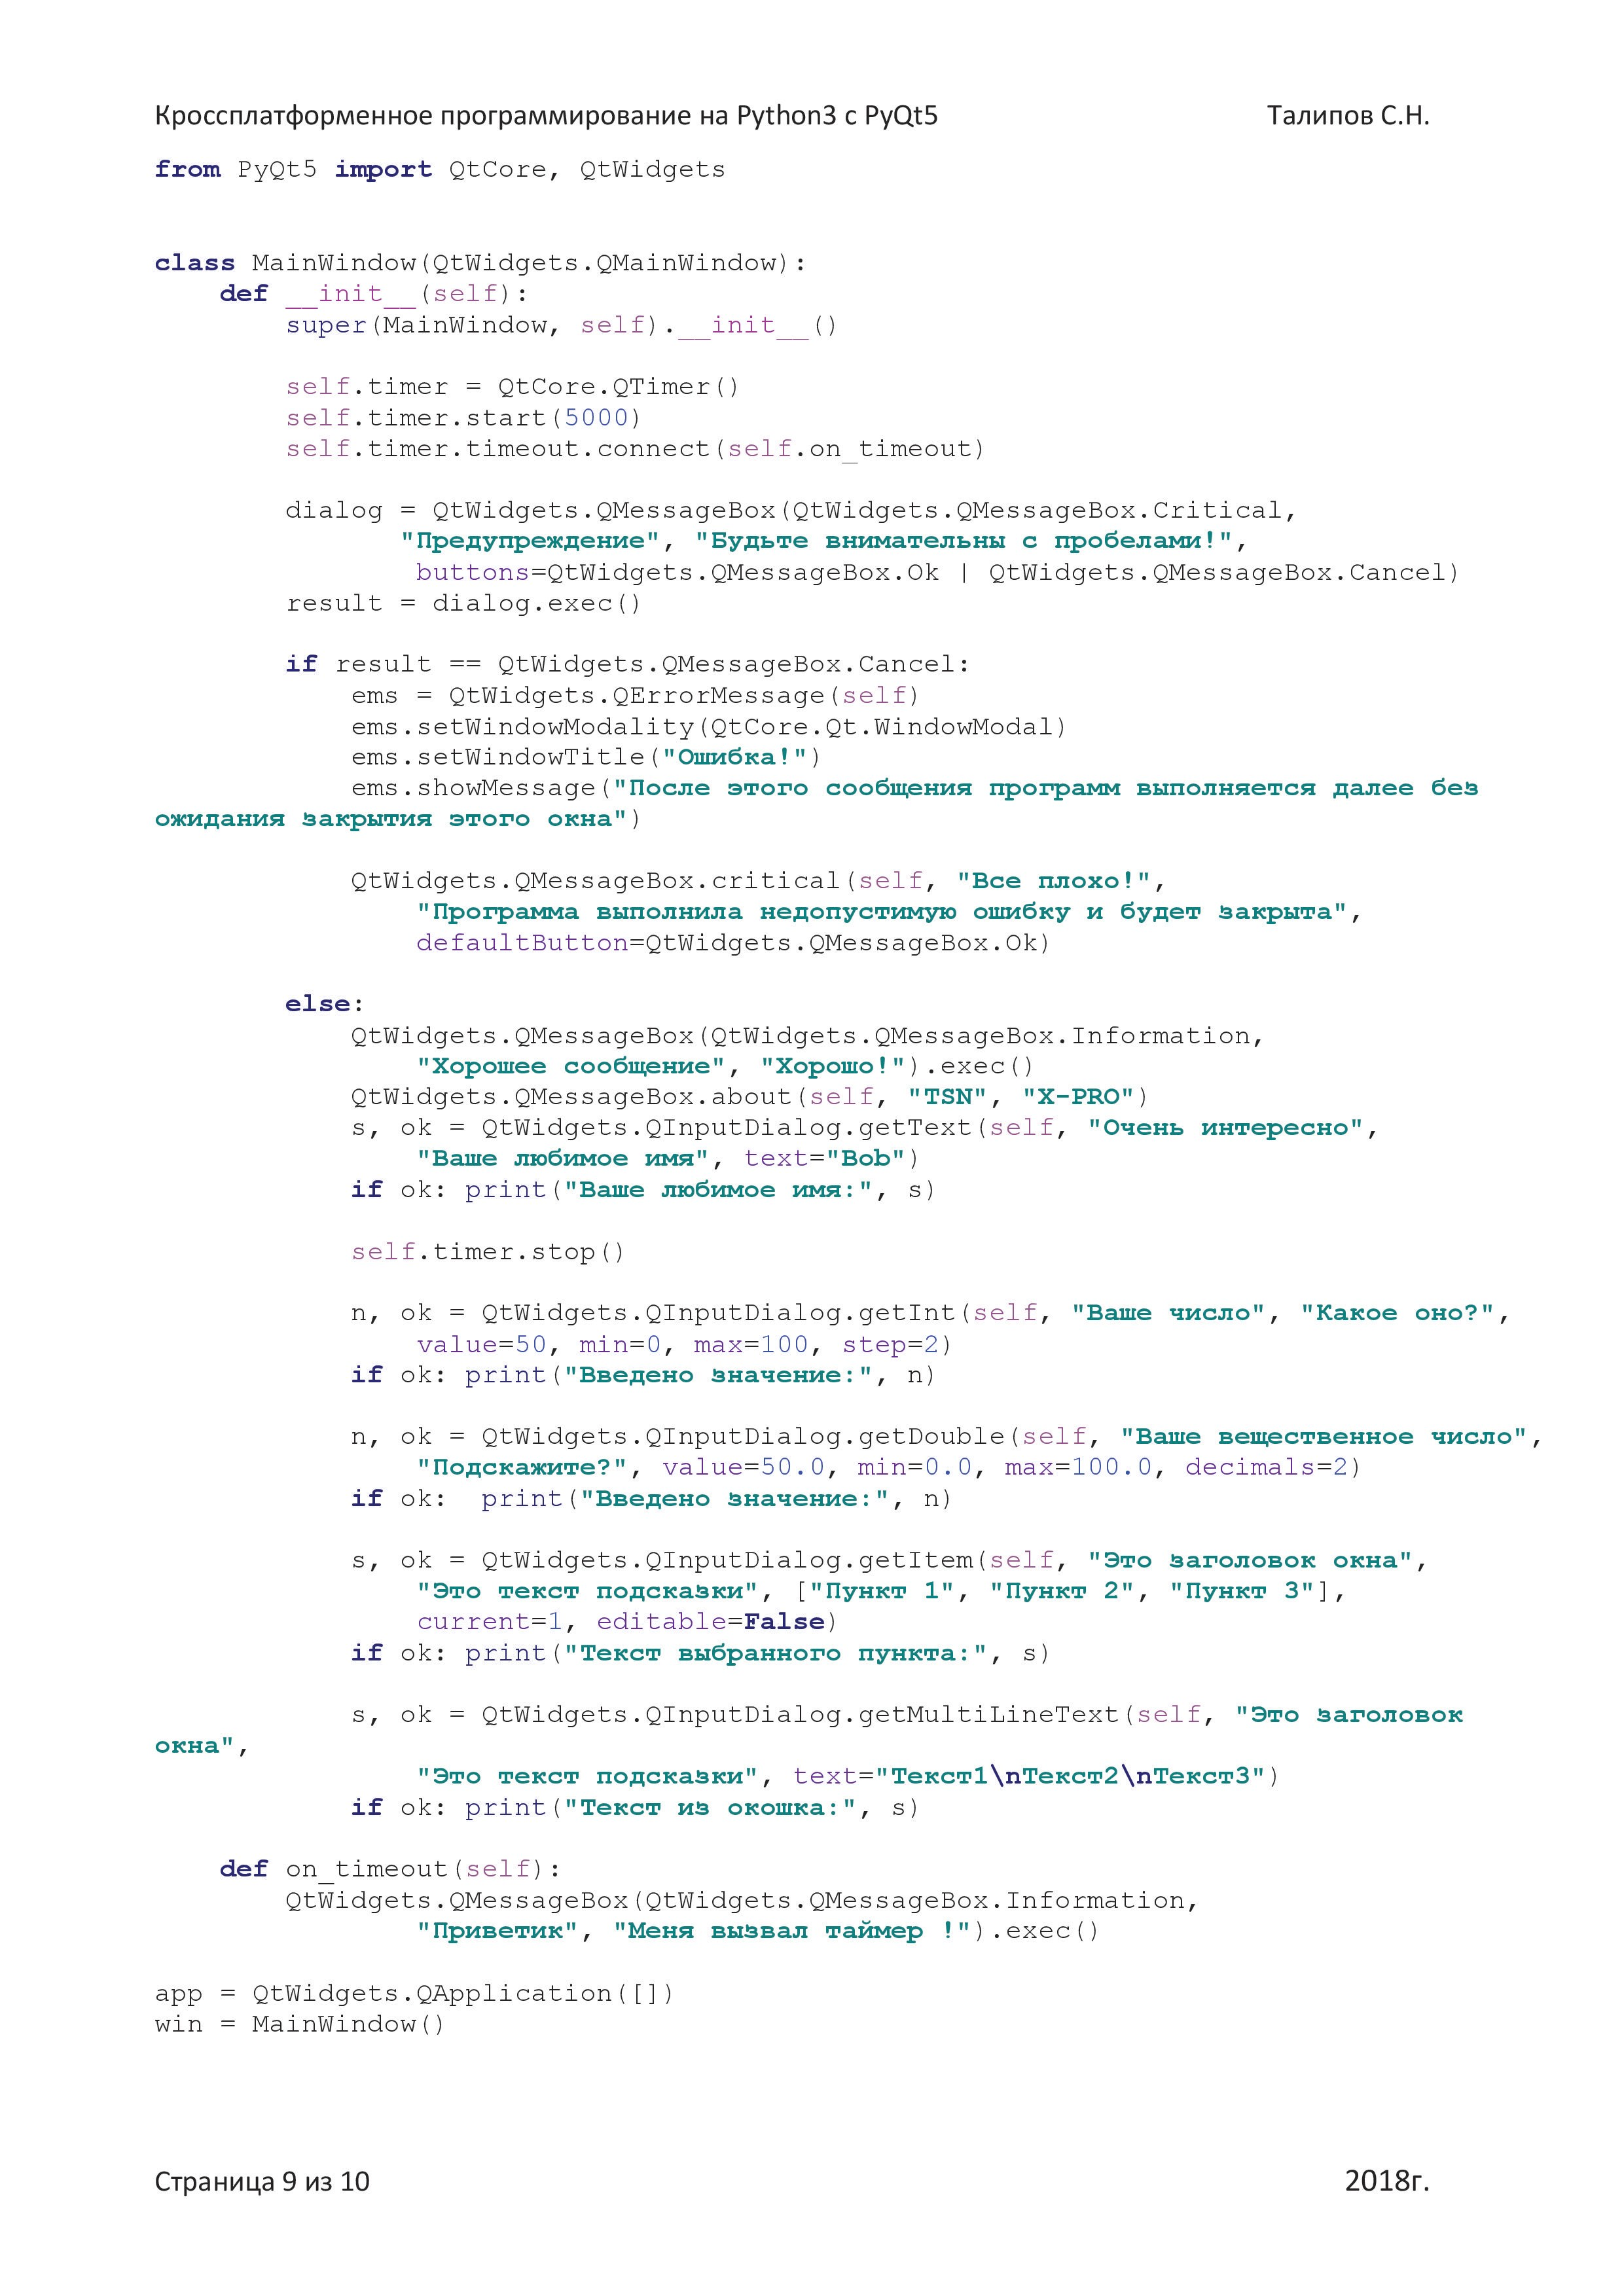 Кроссплатформенное программирование на Python3 с PyQt5 Талипов С.Н.
from PyQt5 import QtCore, QtWidgets


class MainWindow(QtWidgets.QMainWindow):
    def __init__(self):
        super(MainWindow, self).__init__()

        self.timer = QtCore.QTimer()
        self.timer.start(5000)
        self.timer.timeout.connect(self.on_timeout)

        dialog = QtWidgets.QMessageBox(QtWidgets.QMessageBox.Critical,
               "Предупреждение", "Будьте внимательны с пробелами!",
                buttons=QtWidgets.QMessageBox.Ok | QtWidgets.QMessageBox.Cancel)
        result = dialog.exec()

        if result == QtWidgets.QMessageBox.Cancel:
            ems = QtWidgets.QErrorMessage(self)
            ems.setWindowModality(QtCore.Qt.WindowModal)
            ems.setWindowTitle("Ошибка!")
            ems.showMessage("После этого сообщения программ выполняется далее без
ожидания закрытия этого окна")

            QtWidgets.QMessageBox.critical(self, "Все плохо!",
                "Программа выполнила недопустимую ошибку и будет закрыта",
                defaultButton=QtWidgets.QMessageBox.Ok)

        else:
            QtWidgets.QMessageBox(QtWidgets.QMessageBox.Information,
                "Хорошее сообщение", "Хорошо!").exec()
            QtWidgets.QMessageBox.about(self, "TSN", "X-PRO")
            s, ok = QtWidgets.QInputDialog.getText(self, "Очень интересно",
                "Ваше любимое имя", text="Bob")
            if ok: print("Ваше любимое имя:", s)

            self.timer.stop()

            n, ok = QtWidgets.QInputDialog.getInt(self, "Ваше число", "Какое оно?",
                value=50, min=0, max=100, step=2)
            if ok: print("Введено значение:", n)

            n, ok = QtWidgets.QInputDialog.getDouble(self, "Ваше вещественное число",
                "Подскажите?", value=50.0, min=0.0, max=100.0, decimals=2)
            if ok:  print("Введено значение:", n)

            s, ok = QtWidgets.QInputDialog.getItem(self, "Это заголовок окна",
                "Это текст подсказки", ["Пункт 1", "Пункт 2", "Пункт 3"],
                current=1, editable=False)
            if ok: print("Текст выбранного пункта:", s)

            s, ok = QtWidgets.QInputDialog.getMultiLineText(self, "Это заголовок
окна",
                "Это текст подсказки", text="Текст1\nТекст2\nТекст3")
            if ok: print("Текст из окошка:", s)

    def on_timeout(self):
        QtWidgets.QMessageBox(QtWidgets.QMessageBox.Information,
                "Приветик", "Меня вызвал таймер !").exec()

app = QtWidgets.QApplication([])
win = MainWindow()
Страница 9 из 10 2018г.